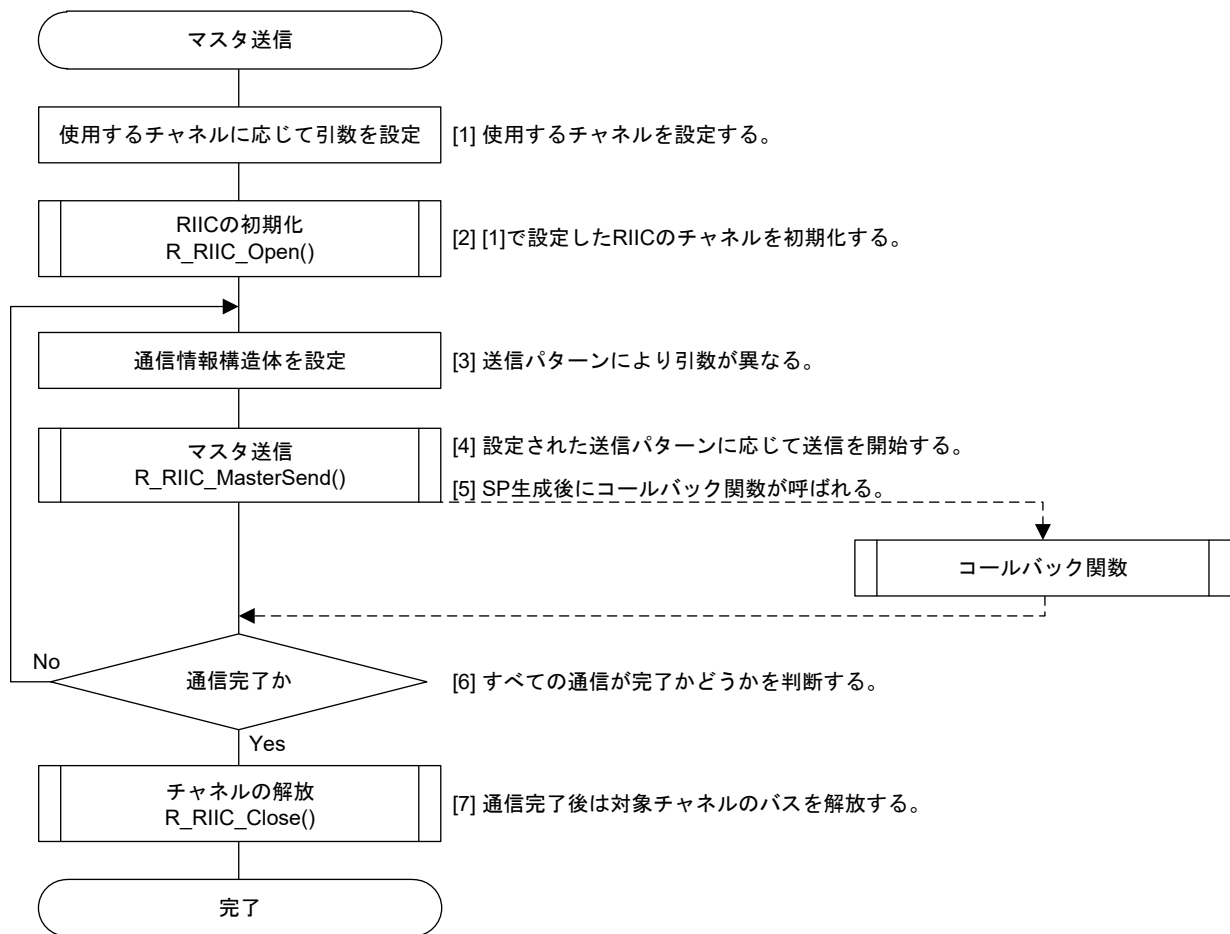 マスタ送信
使用するチャネルに応じて引数を設定
[1] 使用するチャネルを設定する。
RIICの初期化
R_RIIC_Open()
[2] [1]で設定したRIICのチャネルを初期化する。
通信情報構造体を設定
[3] 送信パターンにより引数が異なる。
マスタ送信
R_RIIC_MasterSend()
[4] 設定された送信パターンに応じて送信を開始する。
[5] SP生成後にコールバック関数が呼ばれる。
コールバック関数
No
通信完了か
[6] すべての通信が完了かどうかを判断する。
Yes
チャネルの解放
R_RIIC_Close()
[7] 通信完了後は対象チャネルのバスを解放する。
完了